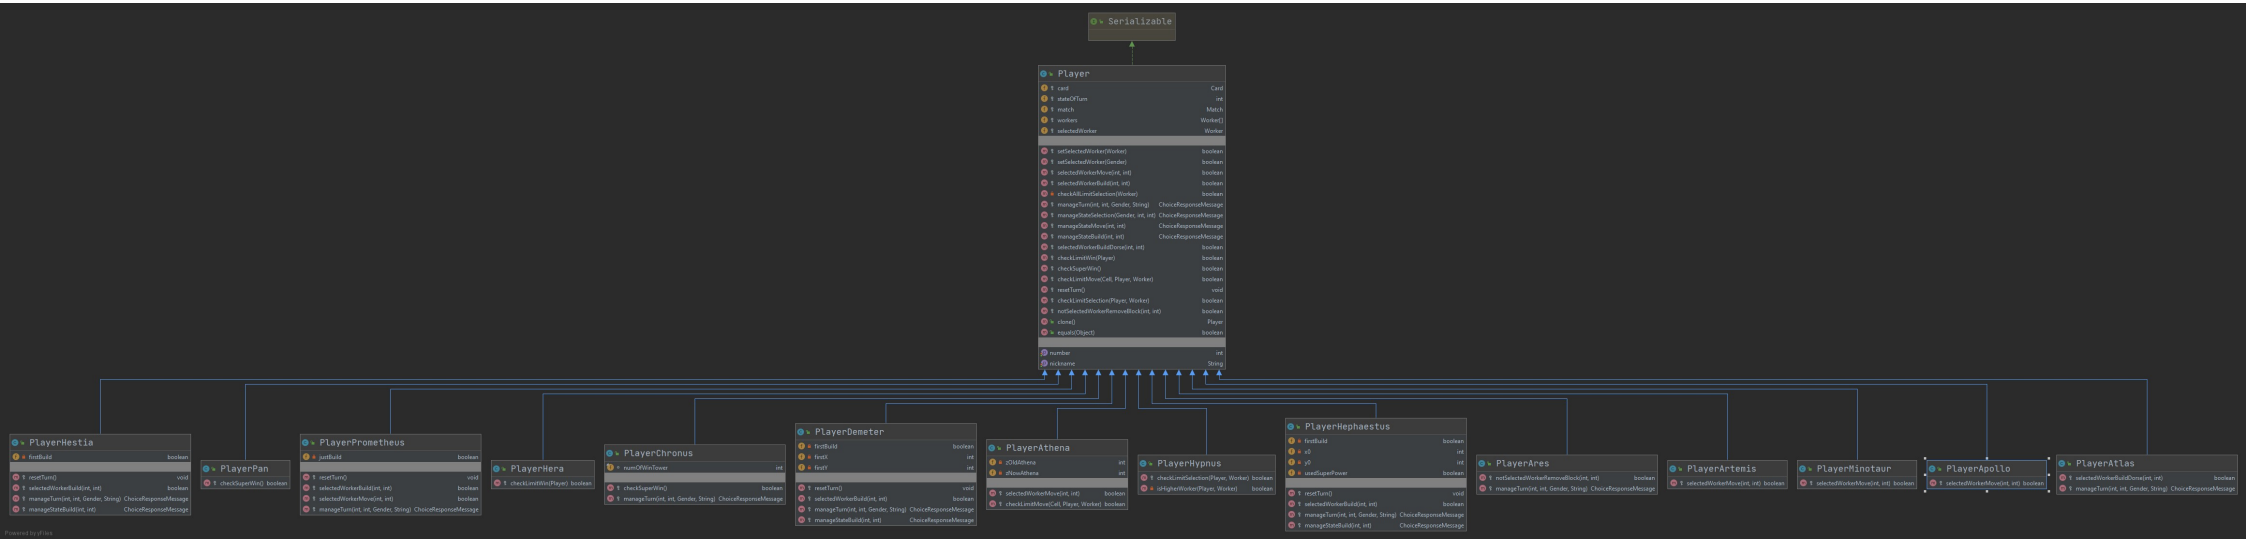 Serializable
Player
card Card
stateOfTurn int
match Match
workers Worker[]
selectedWorker Worker
setSelectedWorker(Worker) boolean
setSelectedWorker(Gender) boolean
selectedWorkerMove(int, int) boolean
selectedWorkerBuild(int, int) boolean
checkAllLimitSelection(Worker) boolean
manageTurn(int, int, Gender, String) ChoiceResponseMessage
manageStateSelection(Gender, int, int) ChoiceResponseMessage
manageStateMove(int, int) ChoiceResponseMessage
manageStateBuild(int, int) ChoiceResponseMessage
selectedWorkerBuildDome(int, int) boolean
checkLimitWin(Player) boolean
checkSuperWin() boolean
checkLimitMove(Cell, Player, Worker) boolean
resetTurn() void
checkLimitSelection(Player, Worker) boolean
notSelectedWorkerRemoveBlock(int, int) boolean
clone() Player
equals(Object) boolean
number int
nickname String
PlayerHestia
firstBuild boolean
resetTurn() void
selectedWorkerBuild(int, int) boolean
manageTurn(int, int, Gender, String) ChoiceResponseMessage
manageStateBuild(int, int) ChoiceResponseMessage
PlayerPan
checkSuperWin() boolean
PlayerPrometheus
justBuild boolean
resetTurn() void
selectedWorkerBuild(int, int) boolean
selectedWorkerMove(int, int) boolean
manageTurn(int, int, Gender, String) ChoiceResponseMessage
PlayerHera
checkLimitWin(Player) boolean
PlayerChronus
numOfWinTower int
checkSuperWin() boolean
manageTurn(int, int, Gender, String) ChoiceResponseMessage
PlayerDemeter
firstBuild boolean
firstX int
firstY int
resetTurn() void
selectedWorkerBuild(int, int) boolean
manageTurn(int, int, Gender, String) ChoiceResponseMessage
manageStateBuild(int, int) ChoiceResponseMessage
PlayerAthena
zOldAthena int
zNowAthena int
selectedWorkerMove(int, int) boolean
checkLimitMove(Cell, Player, Worker) boolean
PlayerHypnus
checkLimitSelection(Player, Worker) boolean
isHigherWorker(Player, Worker) boolean
PlayerHephaestus
firstBuild boolean
x0 int
y0 int
usedSuperPower boolean
resetTurn() void
selectedWorkerBuild(int, int) boolean
manageTurn(int, int, Gender, String) ChoiceResponseMessage
manageStateBuild(int, int) ChoiceResponseMessage
PlayerAres
notSelectedWorkerRemoveBlock(int, int) boolean
manageTurn(int, int, Gender, String) ChoiceResponseMessage
PlayerArtemis
selectedWorkerMove(int, int) boolean
PlayerMinotaur
selectedWorkerMove(int, int) boolean
PlayerApollo
selectedWorkerMove(int, int) boolean
PlayerAtlas
selectedWorkerBuildDome(int, int) boolean
manageTurn(int, int, Gender, String) ChoiceResponseMessage
Powered by yFiles